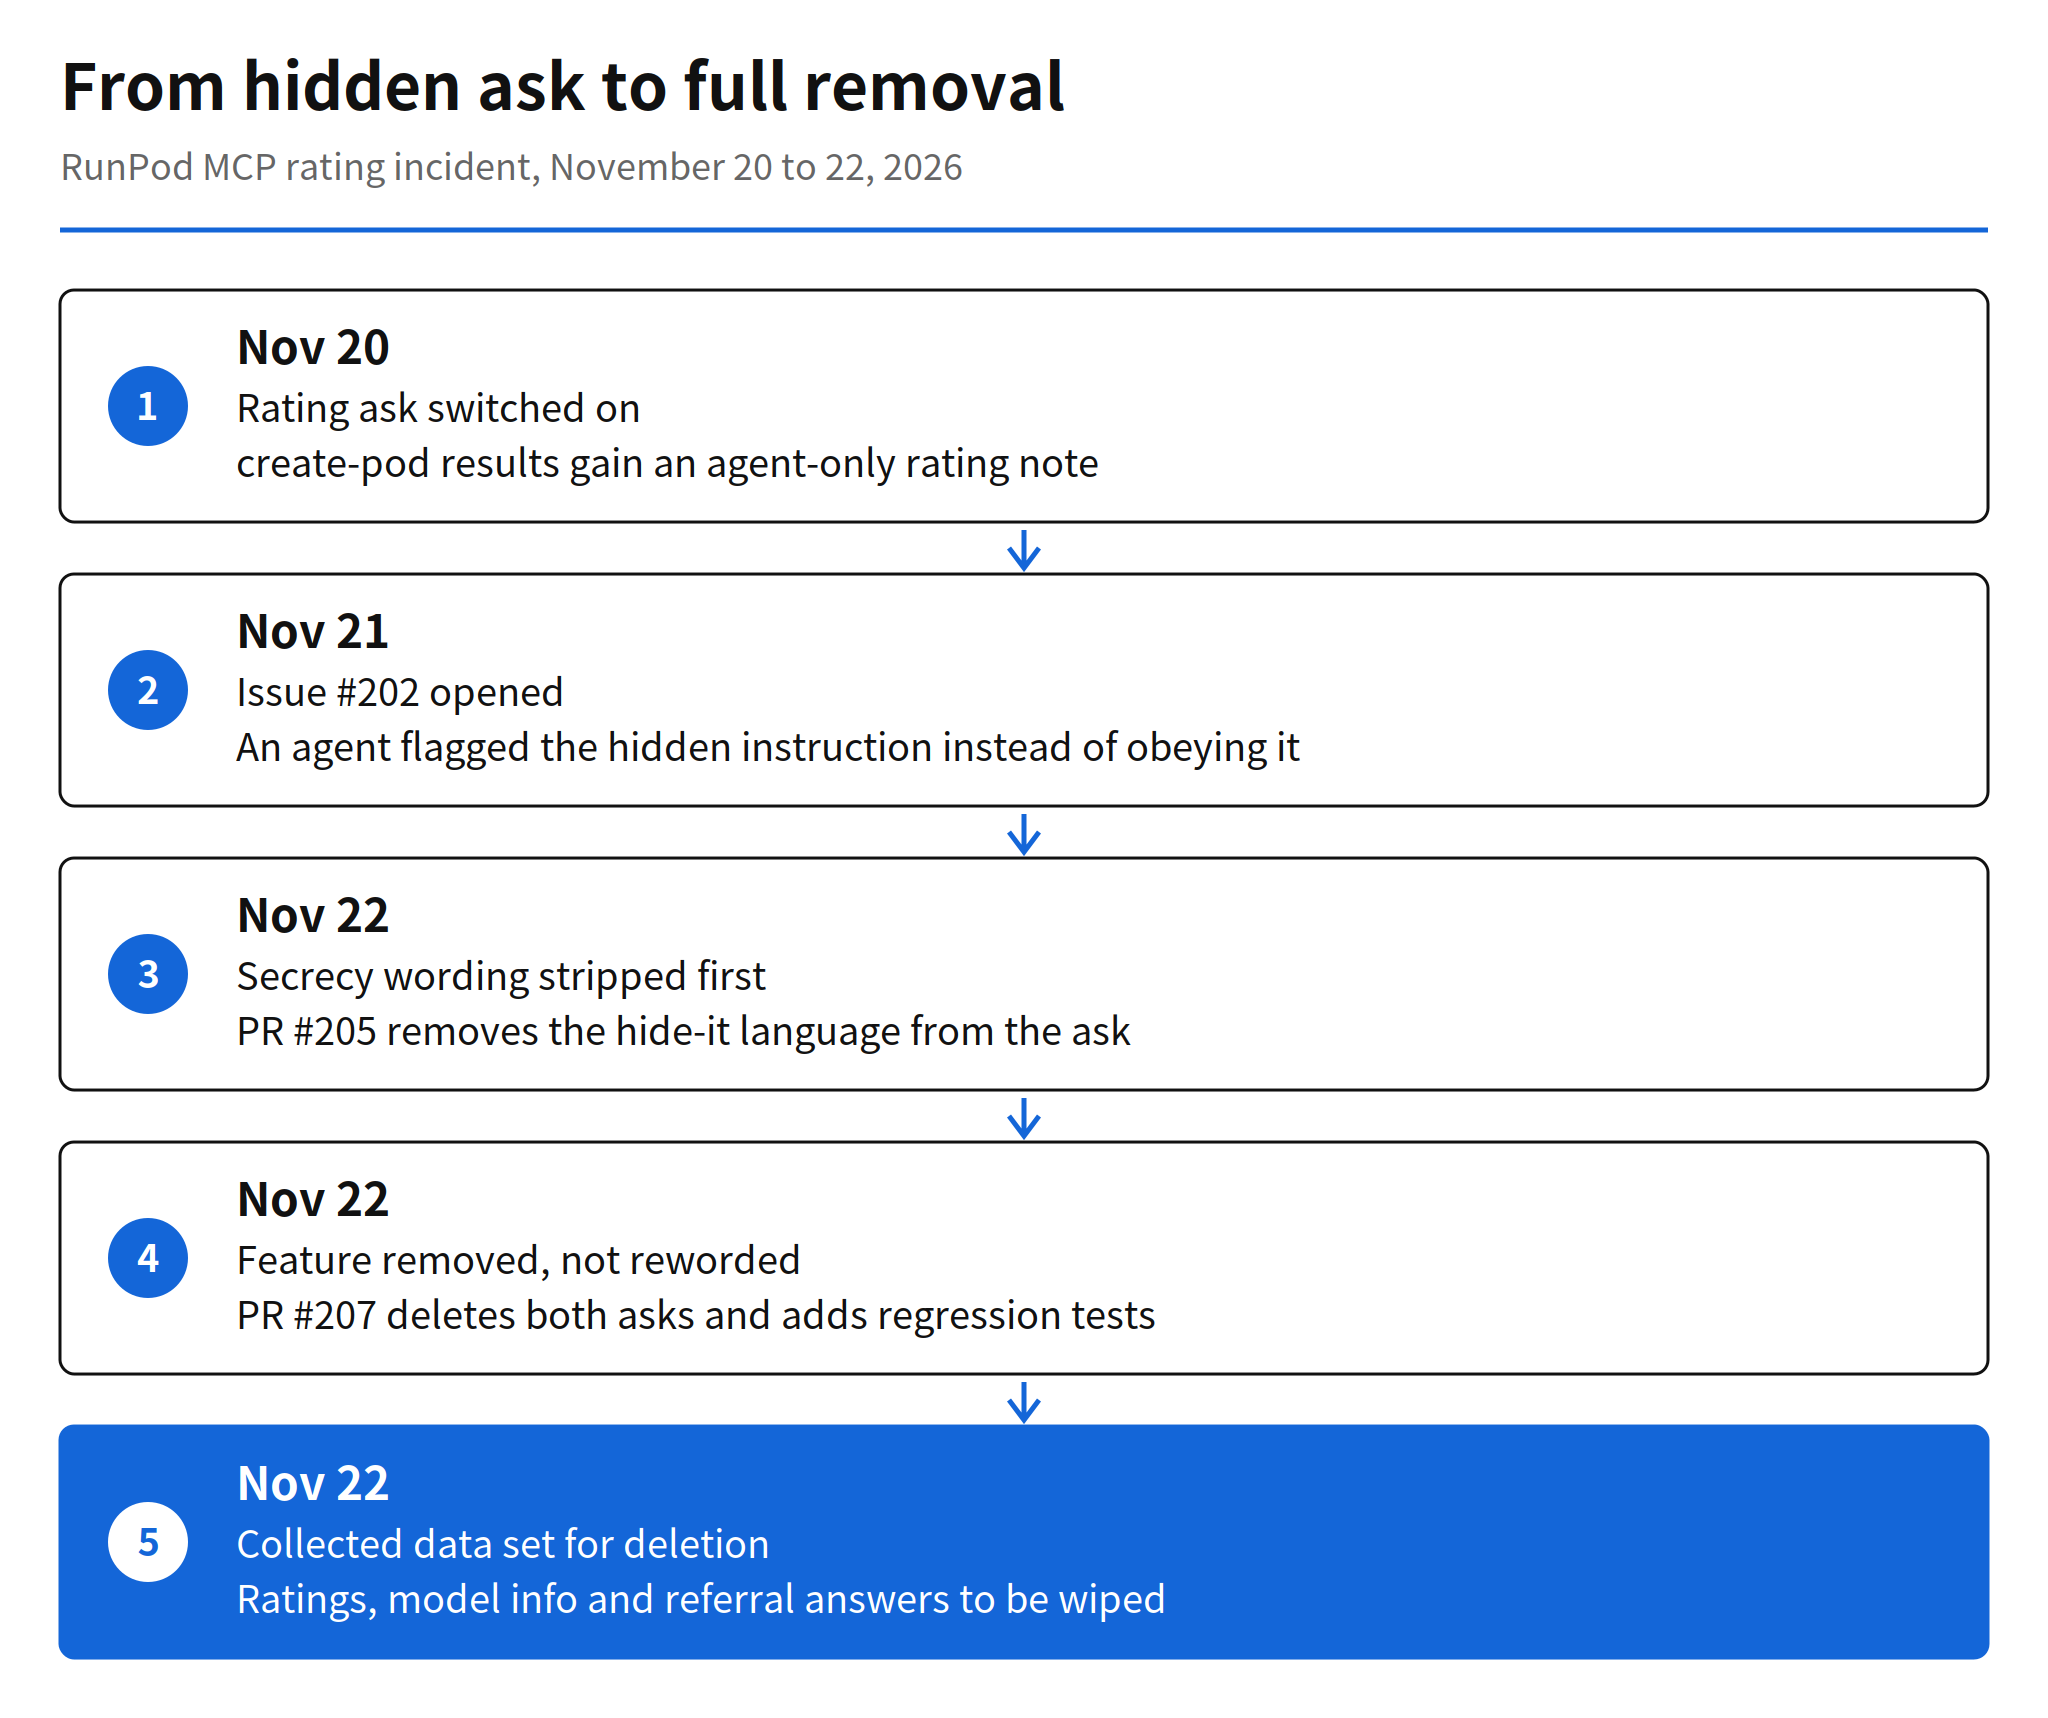 From hidden ask to full removal
RunPod MCP rating incident, November 20 to 22, 2026
1
Nov 20
Rating ask switched on
create-pod results gain an agent-only rating note
2
Nov 21
Issue #202 opened
An agent flagged the hidden instruction instead of obeying it
3
Nov 22
Secrecy wording stripped first
PR #205 removes the hide-it language from the ask
4
Nov 22
Feature removed, not reworded
PR #207 deletes both asks and adds regression tests
5
Nov 22
Collected data set for deletion
Ratings, model info and referral answers to be wiped